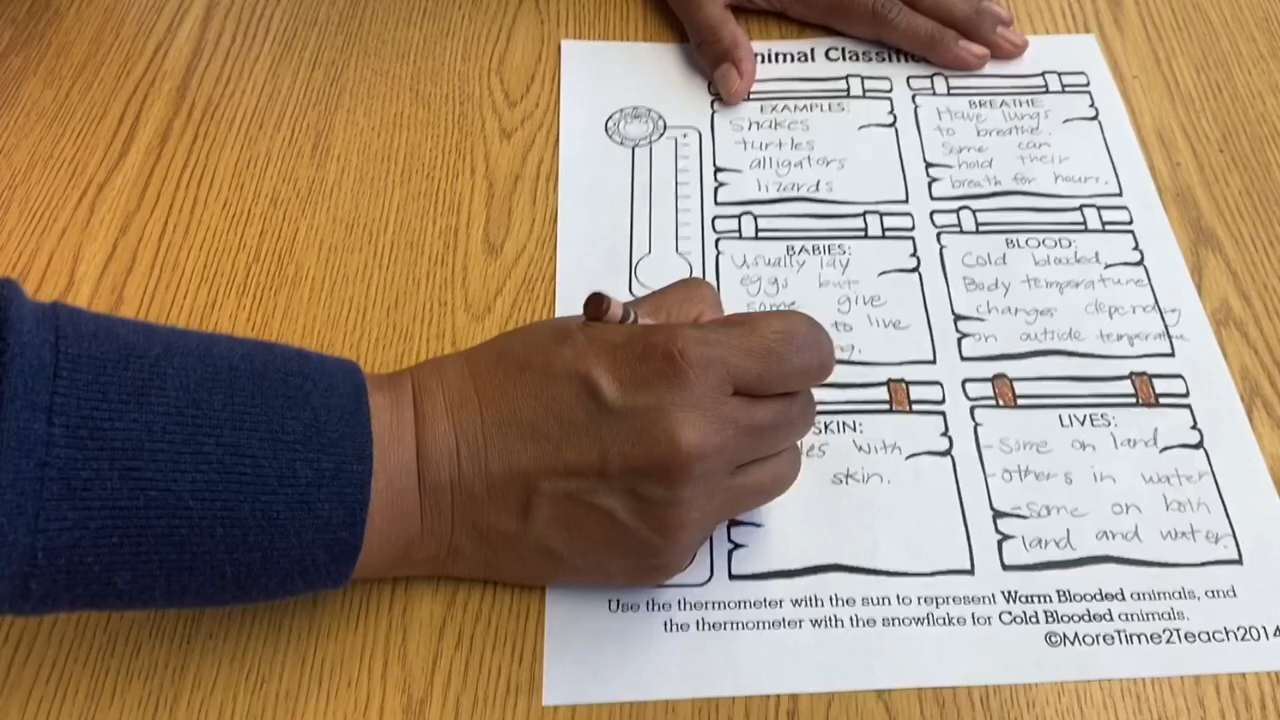 nimal Classific
EXAMPLES:
Snakes
turtles
alligators
lizards
BREATHE:
Have lungs
to breathe.
Some can
hold their
breath for hours.
BABIES:
Usually lay
eggs but
some give
to live
BLOOD:
Cold blooded.
Body temperature
changes depending
on outside temperature
SKIN:
les with
skin.
LIVES:
-Some on land
-others in water
-some on both
land and water.
Use the thermometer with the sun to represent Warm Blooded animals, and
the thermometer with the snowflake for Cold Blooded animals.
©MoreTime2Teach2014